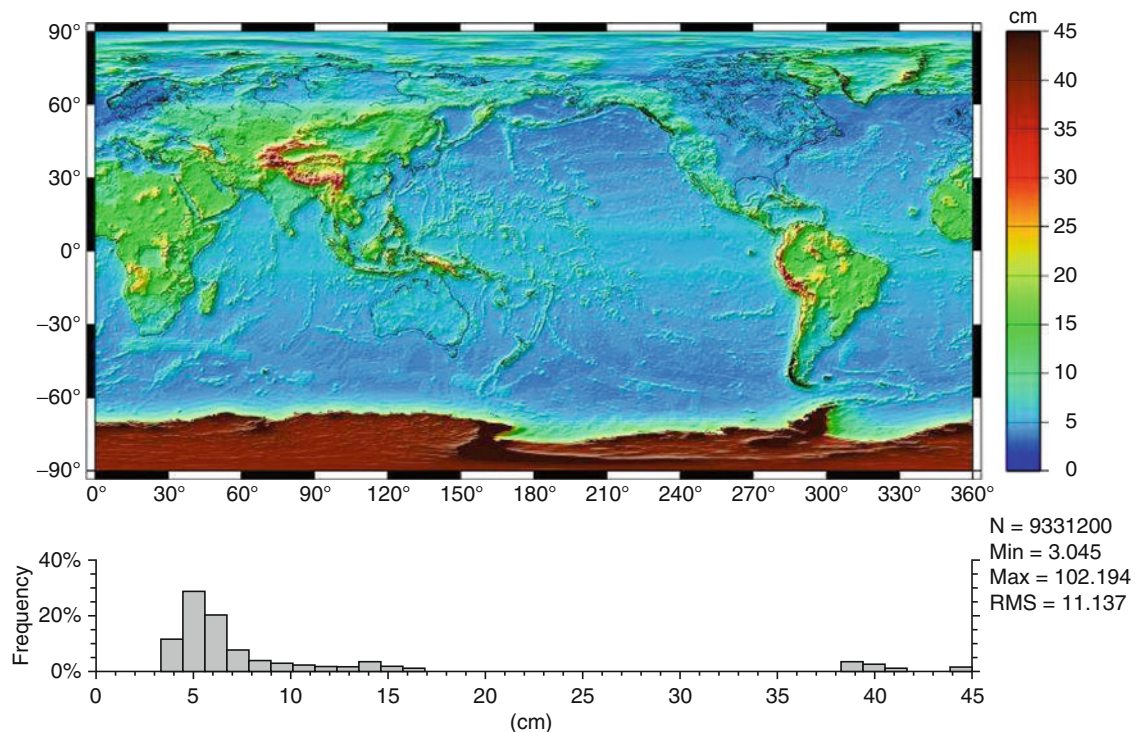 cm
90°
60°
30°
0°
−30°
−60°
−90°
0° 30° 60° 90° 120° 150° 180° 210° 240° 270° 300° 330° 360°
45
40
35
30
25
20
15
10
5
0
N = 9331200
Min = 3.045
Max = 102.194
RMS = 11.137
Frequency
40%
20%
0%
0 5 10 15 20 25 30 35 40 45
(cm)